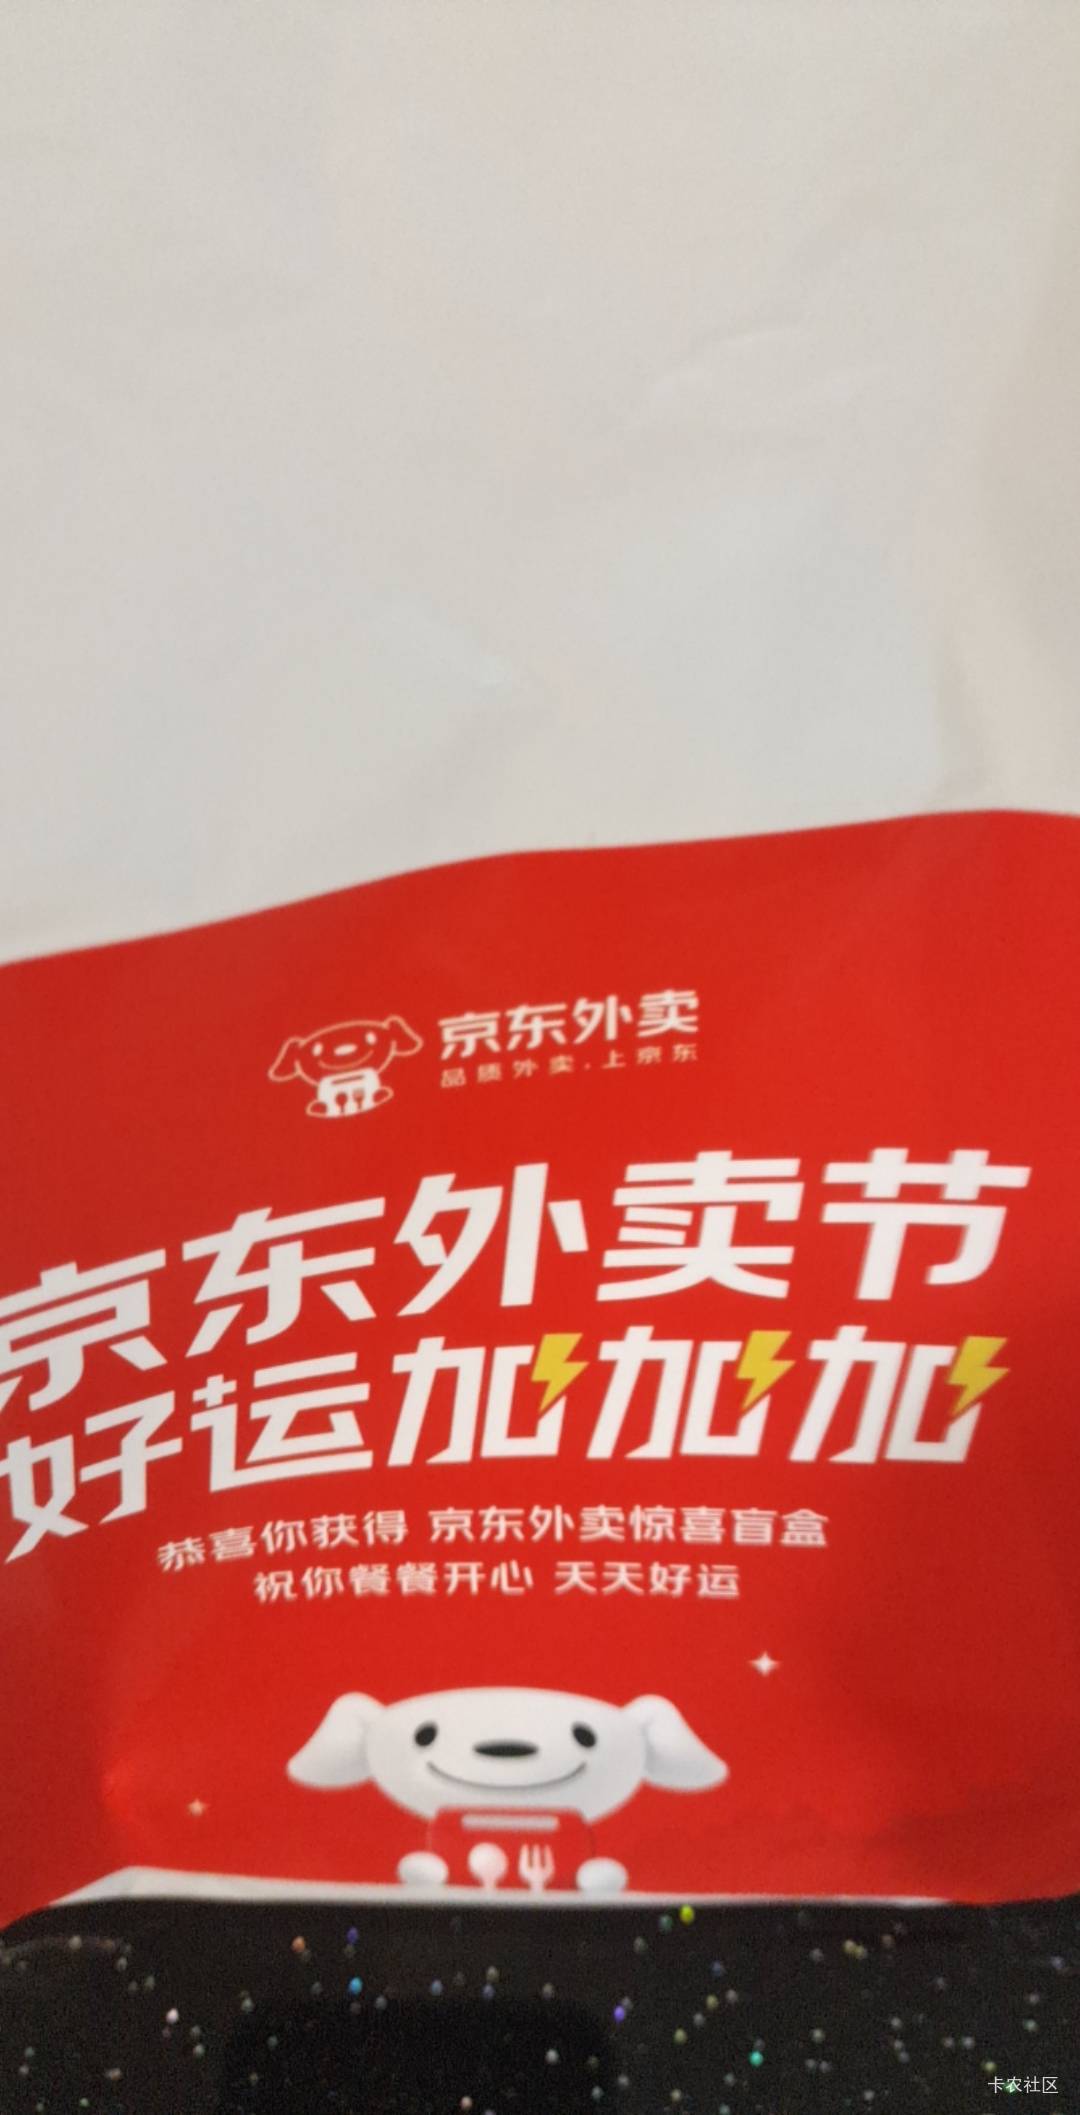 京东外卖
品质外卖,上京东
京东外卖节
好运加加加
恭喜你获得 京东外卖惊喜盲盒
祝你餐餐开心 天天好运
卡农社区